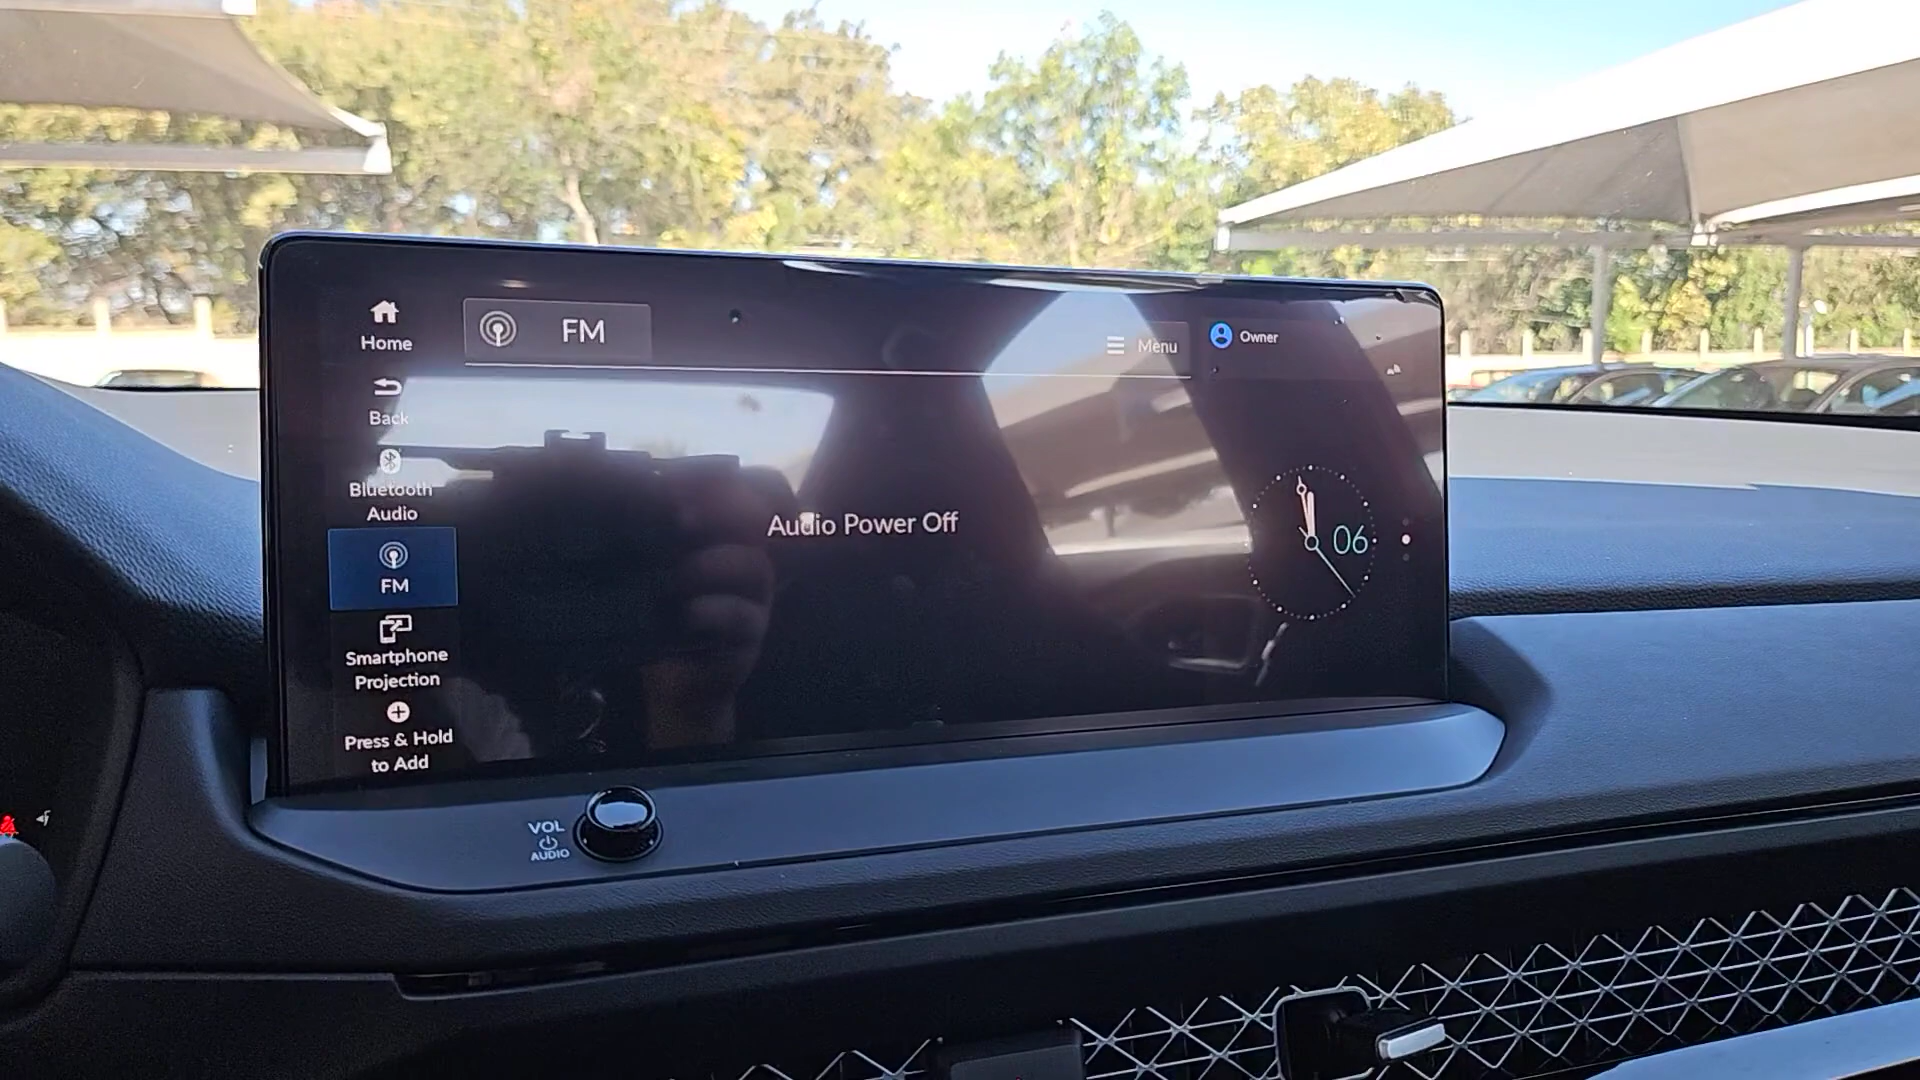 Home
FM
Menu
Owner
Back
Bluetooth
Audio
Audio Power Off
06
FM
Smartphone
Projection
Press & Hold
to Add
VOL
AUDIO